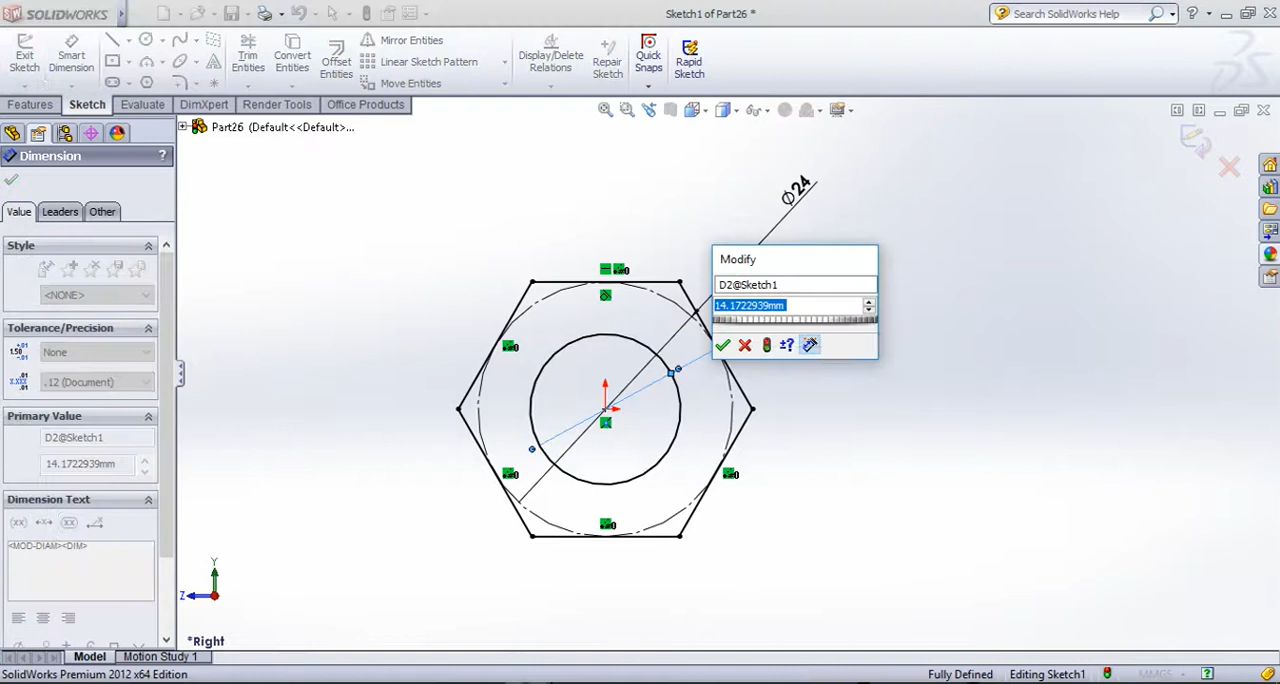 SOLIDWORKS
Sketch1 of Part26 *
Search SolidWorks Help
Exit Sketch
Smart Dimension
Trim Entities
Convert Entities
Offset Entities
Mirror Entities
Linear Sketch Pattern
Move Entities
Display/Delete Relations
Repair Sketch
Quick Snaps
Rapid Sketch
Features
Sketch
Evaluate
DimXpert
Render Tools
Office Products
Part26 (Default<<Default>...
Dimension
?
Value
Leaders
Other
Style
<NONE>
Tolerance/Precision
None
.12 (Document)
Primary Value
D2@Sketch1
14.1722939mm
Dimension Text
<MOD-DIAM><DIM>
Ø24
Modify
D2@Sketch1
14.1722939mm
±?
Y
Z
*Right
Model
Motion Study 1
SolidWorks Premium 2012 x64 Edition
Fully Defined
Editing Sketch1
MMGS
?